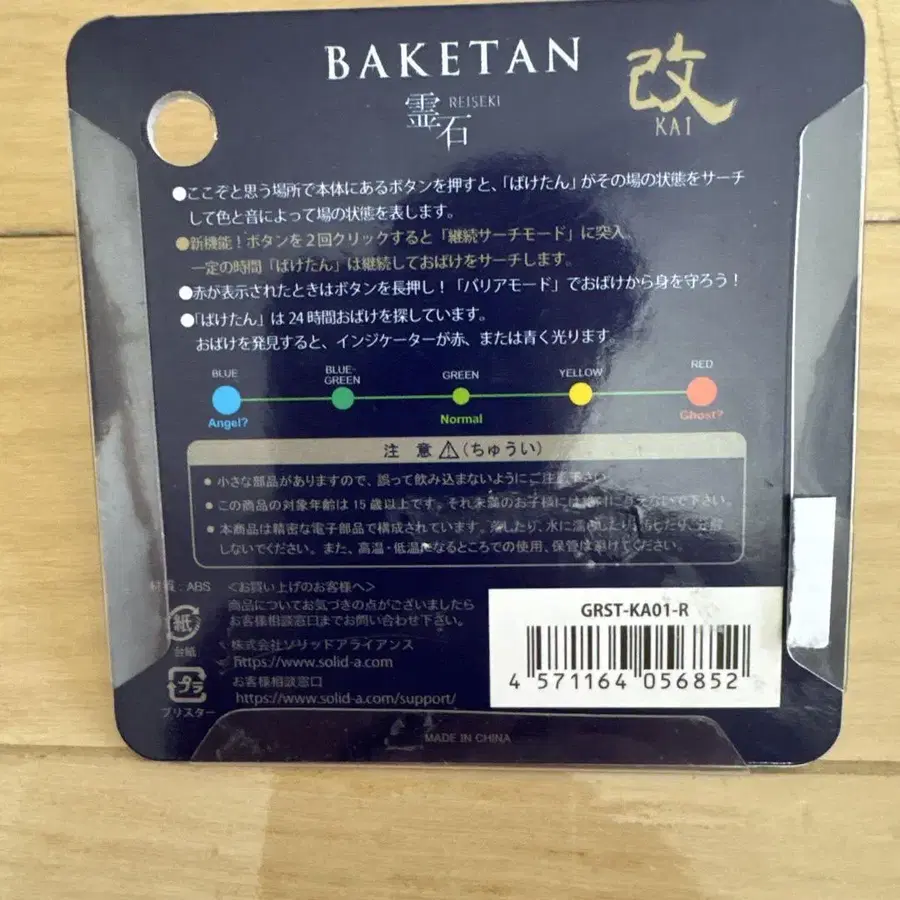 BAKETAN
霊石
REISEKI
改
KAI
●ここぞと思う場所で本体にあるボタンを押すと、「ばけたん」がその場の状態をサーチ
して色と音によって場の状態を表します。
●新機能！ボタンを２回クリックすると「継続サーチモード」に突入
一定の時間「ばけたん」は継続しておばけをサーチします。
●赤が表示されたときはボタンを長押し！「バリアモード」でおばけから身を守ろう！
●「ばけたん」は24時間おばけを探しています。
おばけを発見すると、インジケーターが赤、または青く光ります
BLUE
BLUE-
GREEN
GREEN
YELLOW
RED
Angel?
Normal
Ghost?
注 意 ⚠ (ちゅうい)
● 小さな部品がありますので、誤って飲み込まないようにご注意下さい
● この商品の対象年齢は15歳以上です。それ未満のお子様には絶対に与えないで下さい。
● 本商品は精密な電子部品で構成されています。
しないでください。また、高温・低温になるところでの使用、保管は避けてください。
材質：ABS
＜お買い上げのお客様へ＞
商品についてお気づきの点がございましたら
お客様相談窓口までお問い合わせ下さい。
紙
台紙
株式会社ソリッドアライアンス
https://www.solid-a.com
お客様相談窓口
https://www.solid-a.com/support/
プラ
ブリスター
GRST-KA01-R
4 571164 056852
MADE IN CHINA